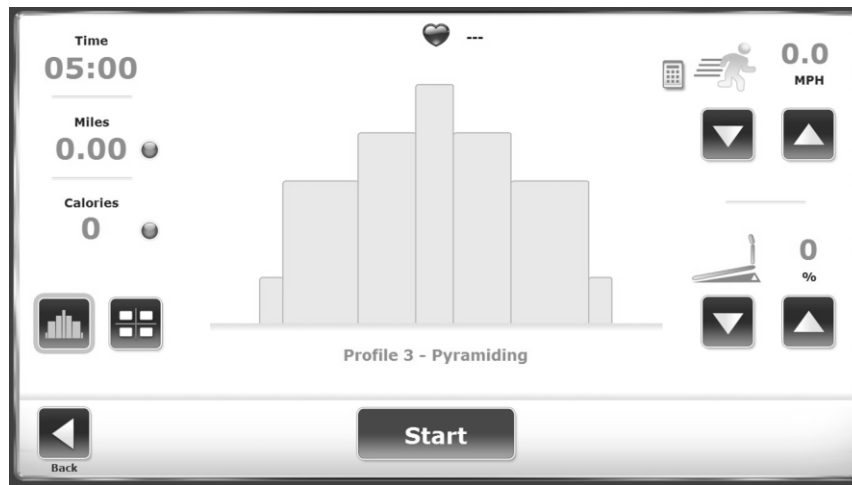 Time
05:00
Miles
0.00
Calories
0
---
0.0
MPH
0
%
Profile 3 - Pyramiding
Start
Back